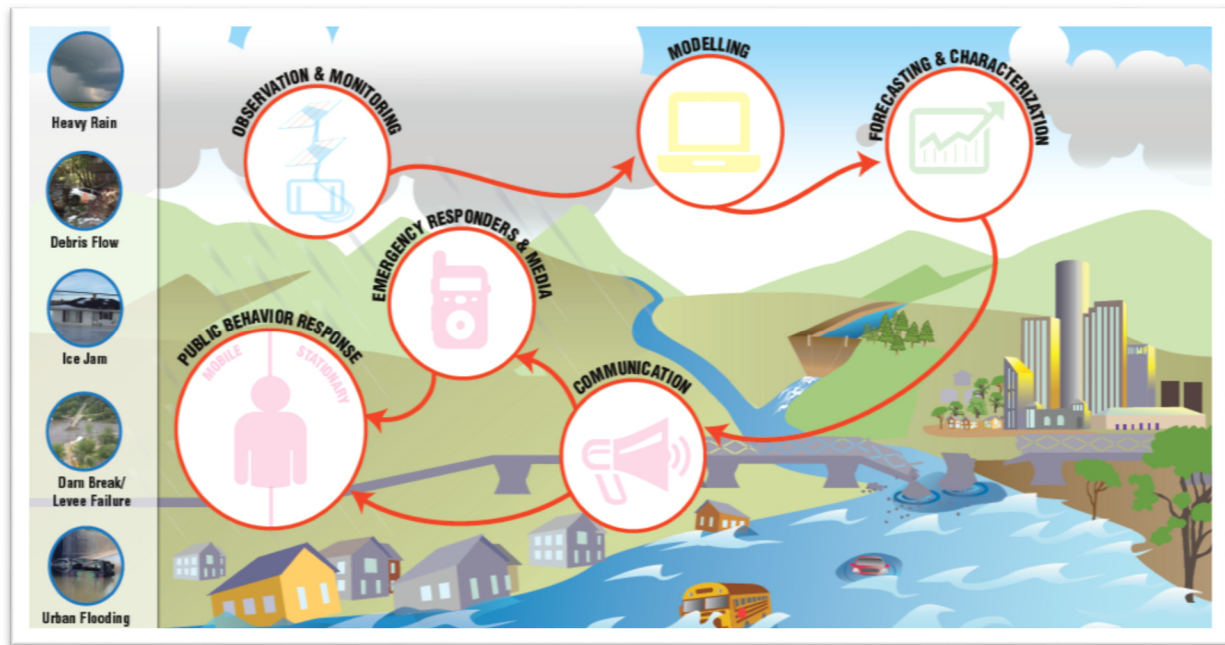 Heavy Rain
Debris Flow
Ice Jam
Dam Break/
Levee Failure
Urban Flooding
OBSERVATION & MONITORING
MODELLING
FORECASTING & CHARACTERIZATION
EMERGENCY RESPONDERS & MEDIA
PUBLIC BEHAVIOR RESPONSE
MOBILE
STATIONARY
COMMUNICATION